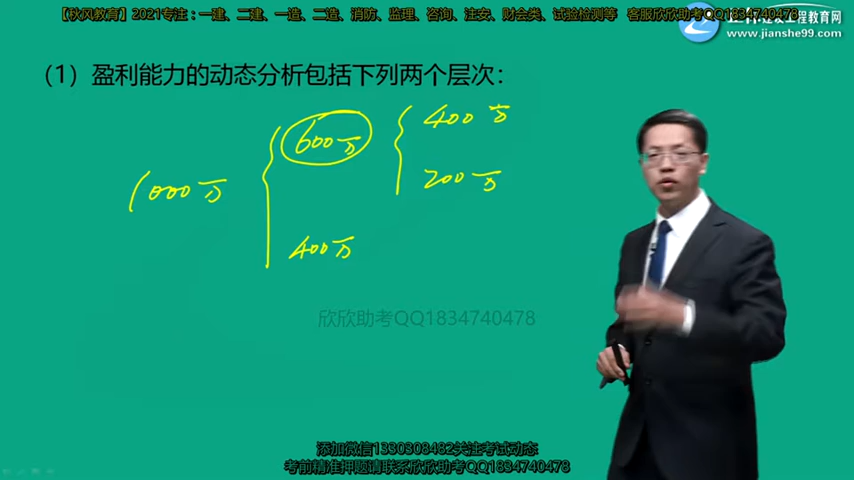 【秋风教育】2021专注：一建、二建、一造、二造、消防、监理、咨询、注安、财会类、试验检测等 客服欣欣助考QQ1834740478
工程教育网
www.jianshe99.com
（1）盈利能力的动态分析包括下列两个层次：
400万
600万
1000万
200万
400万
欣欣助考QQ1834740478
添加微信1330308482关注考试动态
考前精准押题请联系欣欣助考QQ1834740478